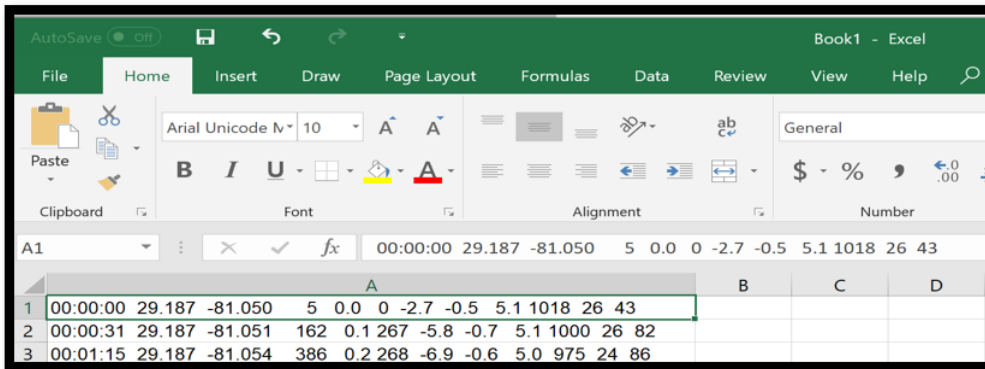 AutoSave Off Book1 - Excel
File Home Insert Draw Page Layout Formulas Data Review View Help
Arial Unicode M 10 A A ab c General
Paste B I U A $ % , .0 .00
Clipboard Font Alignment Number
A1 fx 00:00:00 29.187 -81.050 5 0.0 0 -2.7 -0.5 5.1 1018 26 43
A B C D
1 00:00:00 29.187 -81.050 5 0.0 0 -2.7 -0.5 5.1 1018 26 43
2 00:00:31 29.187 -81.051 162 0.1 267 -5.8 -0.7 5.1 1000 26 82
3 00:01:15 29.187 -81.054 386 0.2 268 -6.9 -0.6 5.0 975 24 86